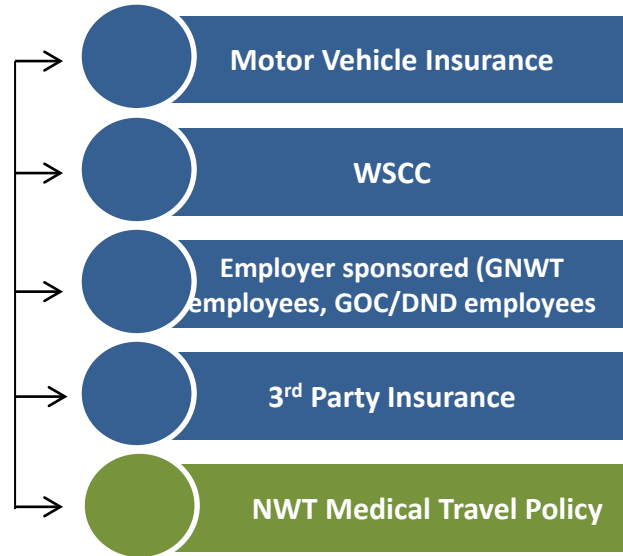 Motor Vehicle Insurance
WSCC
Employer sponsored (GNWT
employees, GOC/DND employees
3rd Party Insurance
NWT Medical Travel Policy